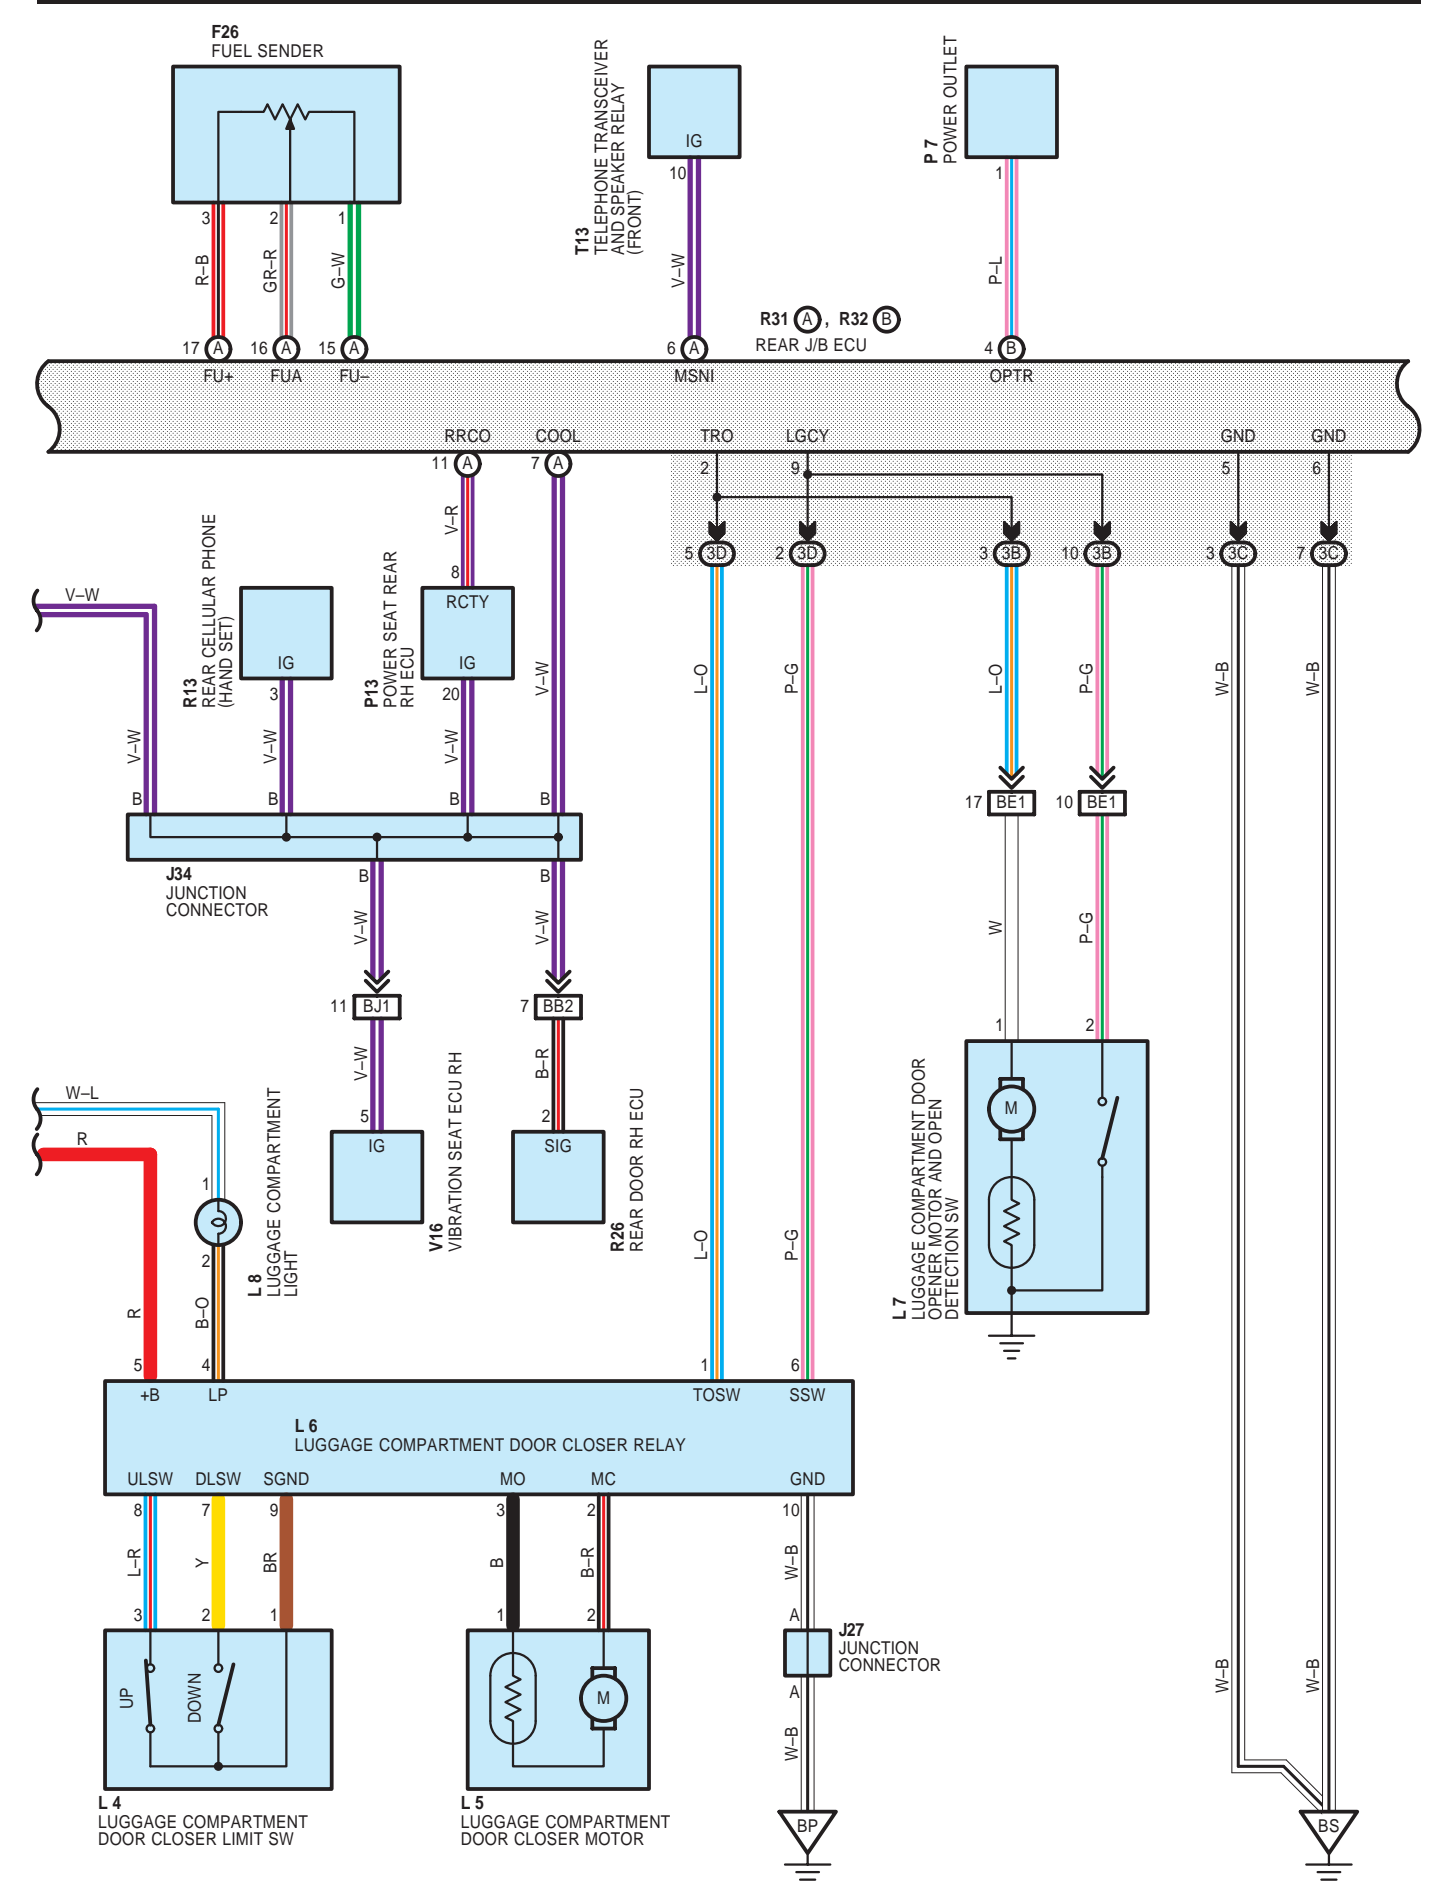 F26
FUEL SENDER
3
2
1
R–B
GR–R
G–W
17 A
16 A
15 A
FU+
FUA
FU–
T13
TELEPHONE TRANSCEIVER
AND SPEAKER RELAY
(FRONT)
IG
10
V–W
6 A
MSNI
R31 A , R32 B
REAR J/B ECU
P 7
POWER OUTLET
1
P–L
4 B
OPTR
RRCO
COOL
TRO
LGCY
GND
GND
11 A
7 A
2
9
5
6
5 3D
2 3D
3 3B
10 3B
3 3C
7 3C
V–R
8
V–W
R13
REAR CELLULAR PHONE
(HAND SET)
IG
3
P13
POWER SEAT REAR
RH ECU
RCTY
IG
20
V–W
V–W
V–W
V–W
L–O
P–G
L–O
P–G
W–B
W–B
B
B
B
B
17 BE1
10 BE1
J34
JUNCTION
CONNECTOR
B
B
V–W
V–W
W
P–G
11 BJ1
7 BB2
V–W
B–R
5
2
1
2
IG
SIG
V16
VIBRATION SEAT ECU RH
R26
REAR DOOR RH ECU
W–L
R
1
2
L 8
LUGGAGE COMPARTMENT
LIGHT
L 7
LUGGAGE COMPARTMENT DOOR
OPENER MOTOR AND OPEN
DETECTION SW
M
L–O
P–G
R
B–O
5
4
1
6
+B
LP
TOSW
SSW
L 6
LUGGAGE COMPARTMENT DOOR CLOSER RELAY
ULSW
DLSW
SGND
MO
MC
GND
8
7
9
3
2
10
L–R
Y
BR
B
B–R
W–B
3
2
1
1
2
A
J27
JUNCTION
CONNECTOR
A
UP
DOWN
M
W–B
W–B
W–B
L 4
LUGGAGE COMPARTMENT
DOOR CLOSER LIMIT SW
L 5
LUGGAGE COMPARTMENT
DOOR CLOSER MOTOR
BP
BS